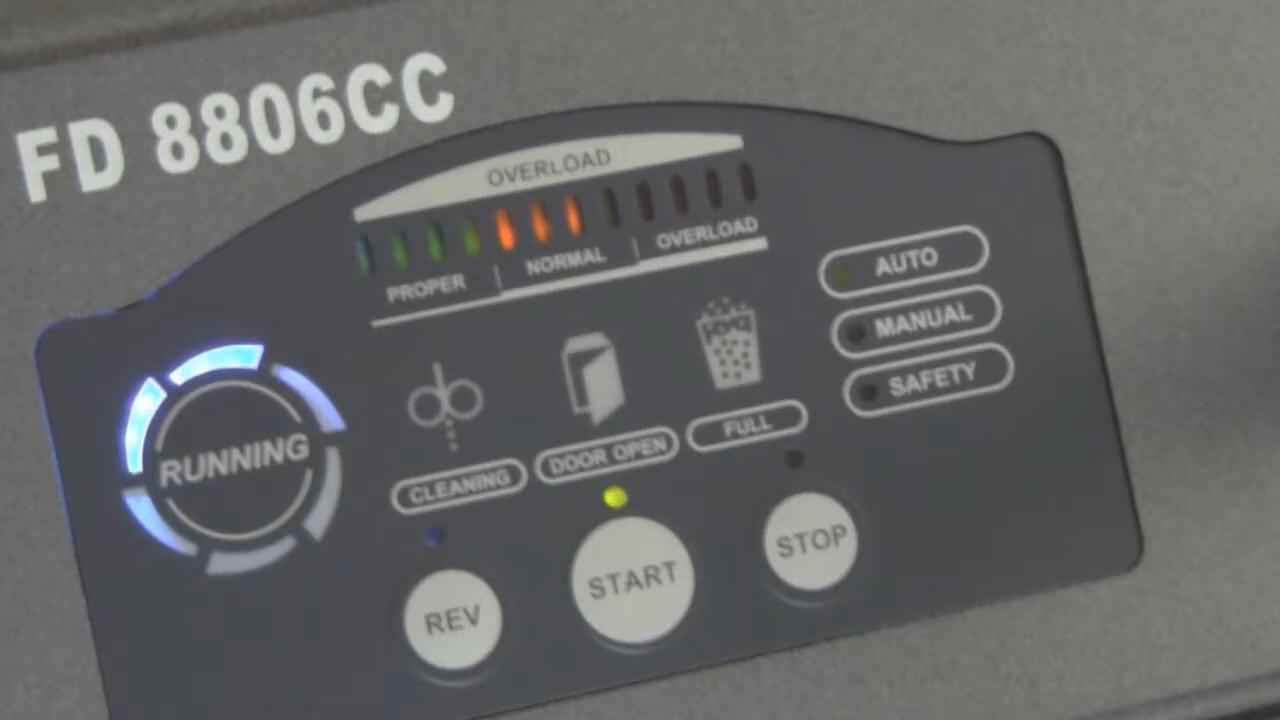 FD 8806CC
OVERLOAD
PROPER | NORMAL | OVERLOAD
AUTO
MANUAL
SAFETY
RUNNING
CLEANING
DOOR OPEN
FULL
REV
START
STOP